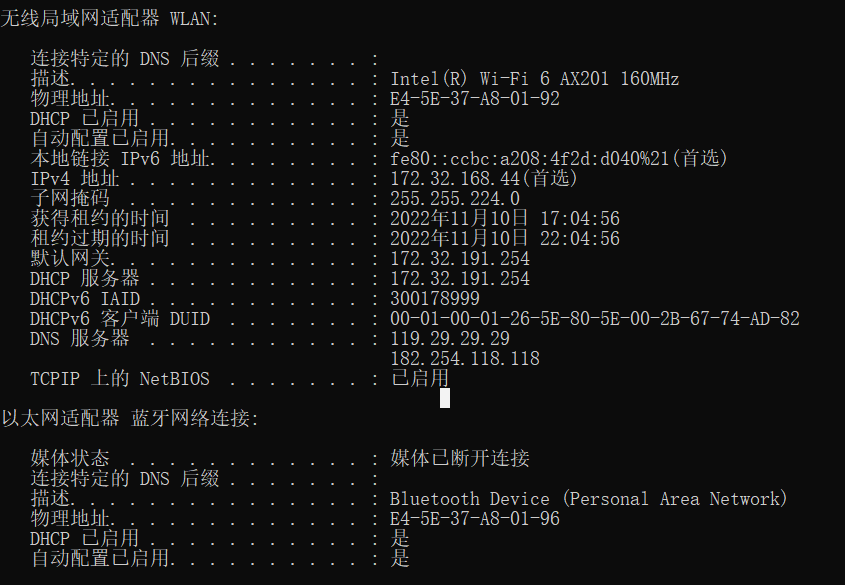 无线局域网适配器 WLAN:
连接特定的 DNS 后缀 . . . . . . . :
描述. . . . . . . . . . . . . . . : Intel(R) Wi-Fi 6 AX201 160MHz
物理地址. . . . . . . . . . . . . : E4-5E-37-A8-01-92
DHCP 已启用 . . . . . . . . . . . : 是
自动配置已启用. . . . . . . . . . : 是
本地链接 IPv6 地址. . . . . . . . : fe80::ccbc:a208:4f2d:d040%21(首选)
IPv4 地址 . . . . . . . . . . . . : 172.32.168.44(首选)
子网掩码  . . . . . . . . . . . . : 255.255.224.0
获得租约的时间  . . . . . . . . . : 2022年11月10日 17:04:56
租约过期的时间  . . . . . . . . . : 2022年11月10日 22:04:56
默认网关. . . . . . . . . . . . . : 172.32.191.254
DHCP 服务器 . . . . . . . . . . . : 172.32.191.254
DHCPv6 IAID . . . . . . . . . . . : 300178999
DHCPv6 客户端 DUID  . . . . . . . : 00-01-00-01-26-5E-80-5E-00-2B-67-74-AD-82
DNS 服务器  . . . . . . . . . . . : 119.29.29.29
182.254.118.118
TCPIP 上的 NetBIOS  . . . . . . . : 已启用
以太网适配器 蓝牙网络连接:
媒体状态  . . . . . . . . . . . . : 媒体已断开连接
连接特定的 DNS 后缀 . . . . . . . :
描述. . . . . . . . . . . . . . . : Bluetooth Device (Personal Area Network)
物理地址. . . . . . . . . . . . . : E4-5E-37-A8-01-96
DHCP 已启用 . . . . . . . . . . . : 是
自动配置已启用. . . . . . . . . . : 是